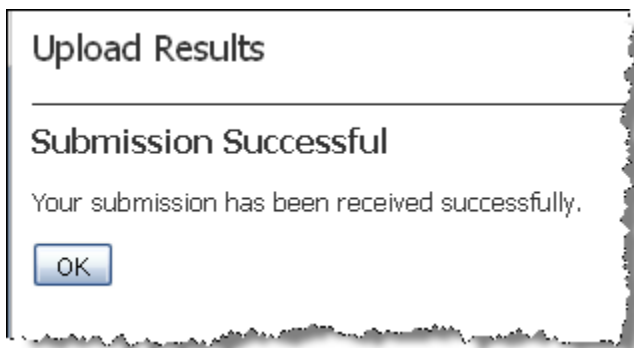 Upload Results
Submission Successful
Your submission has been received successfully.
OK